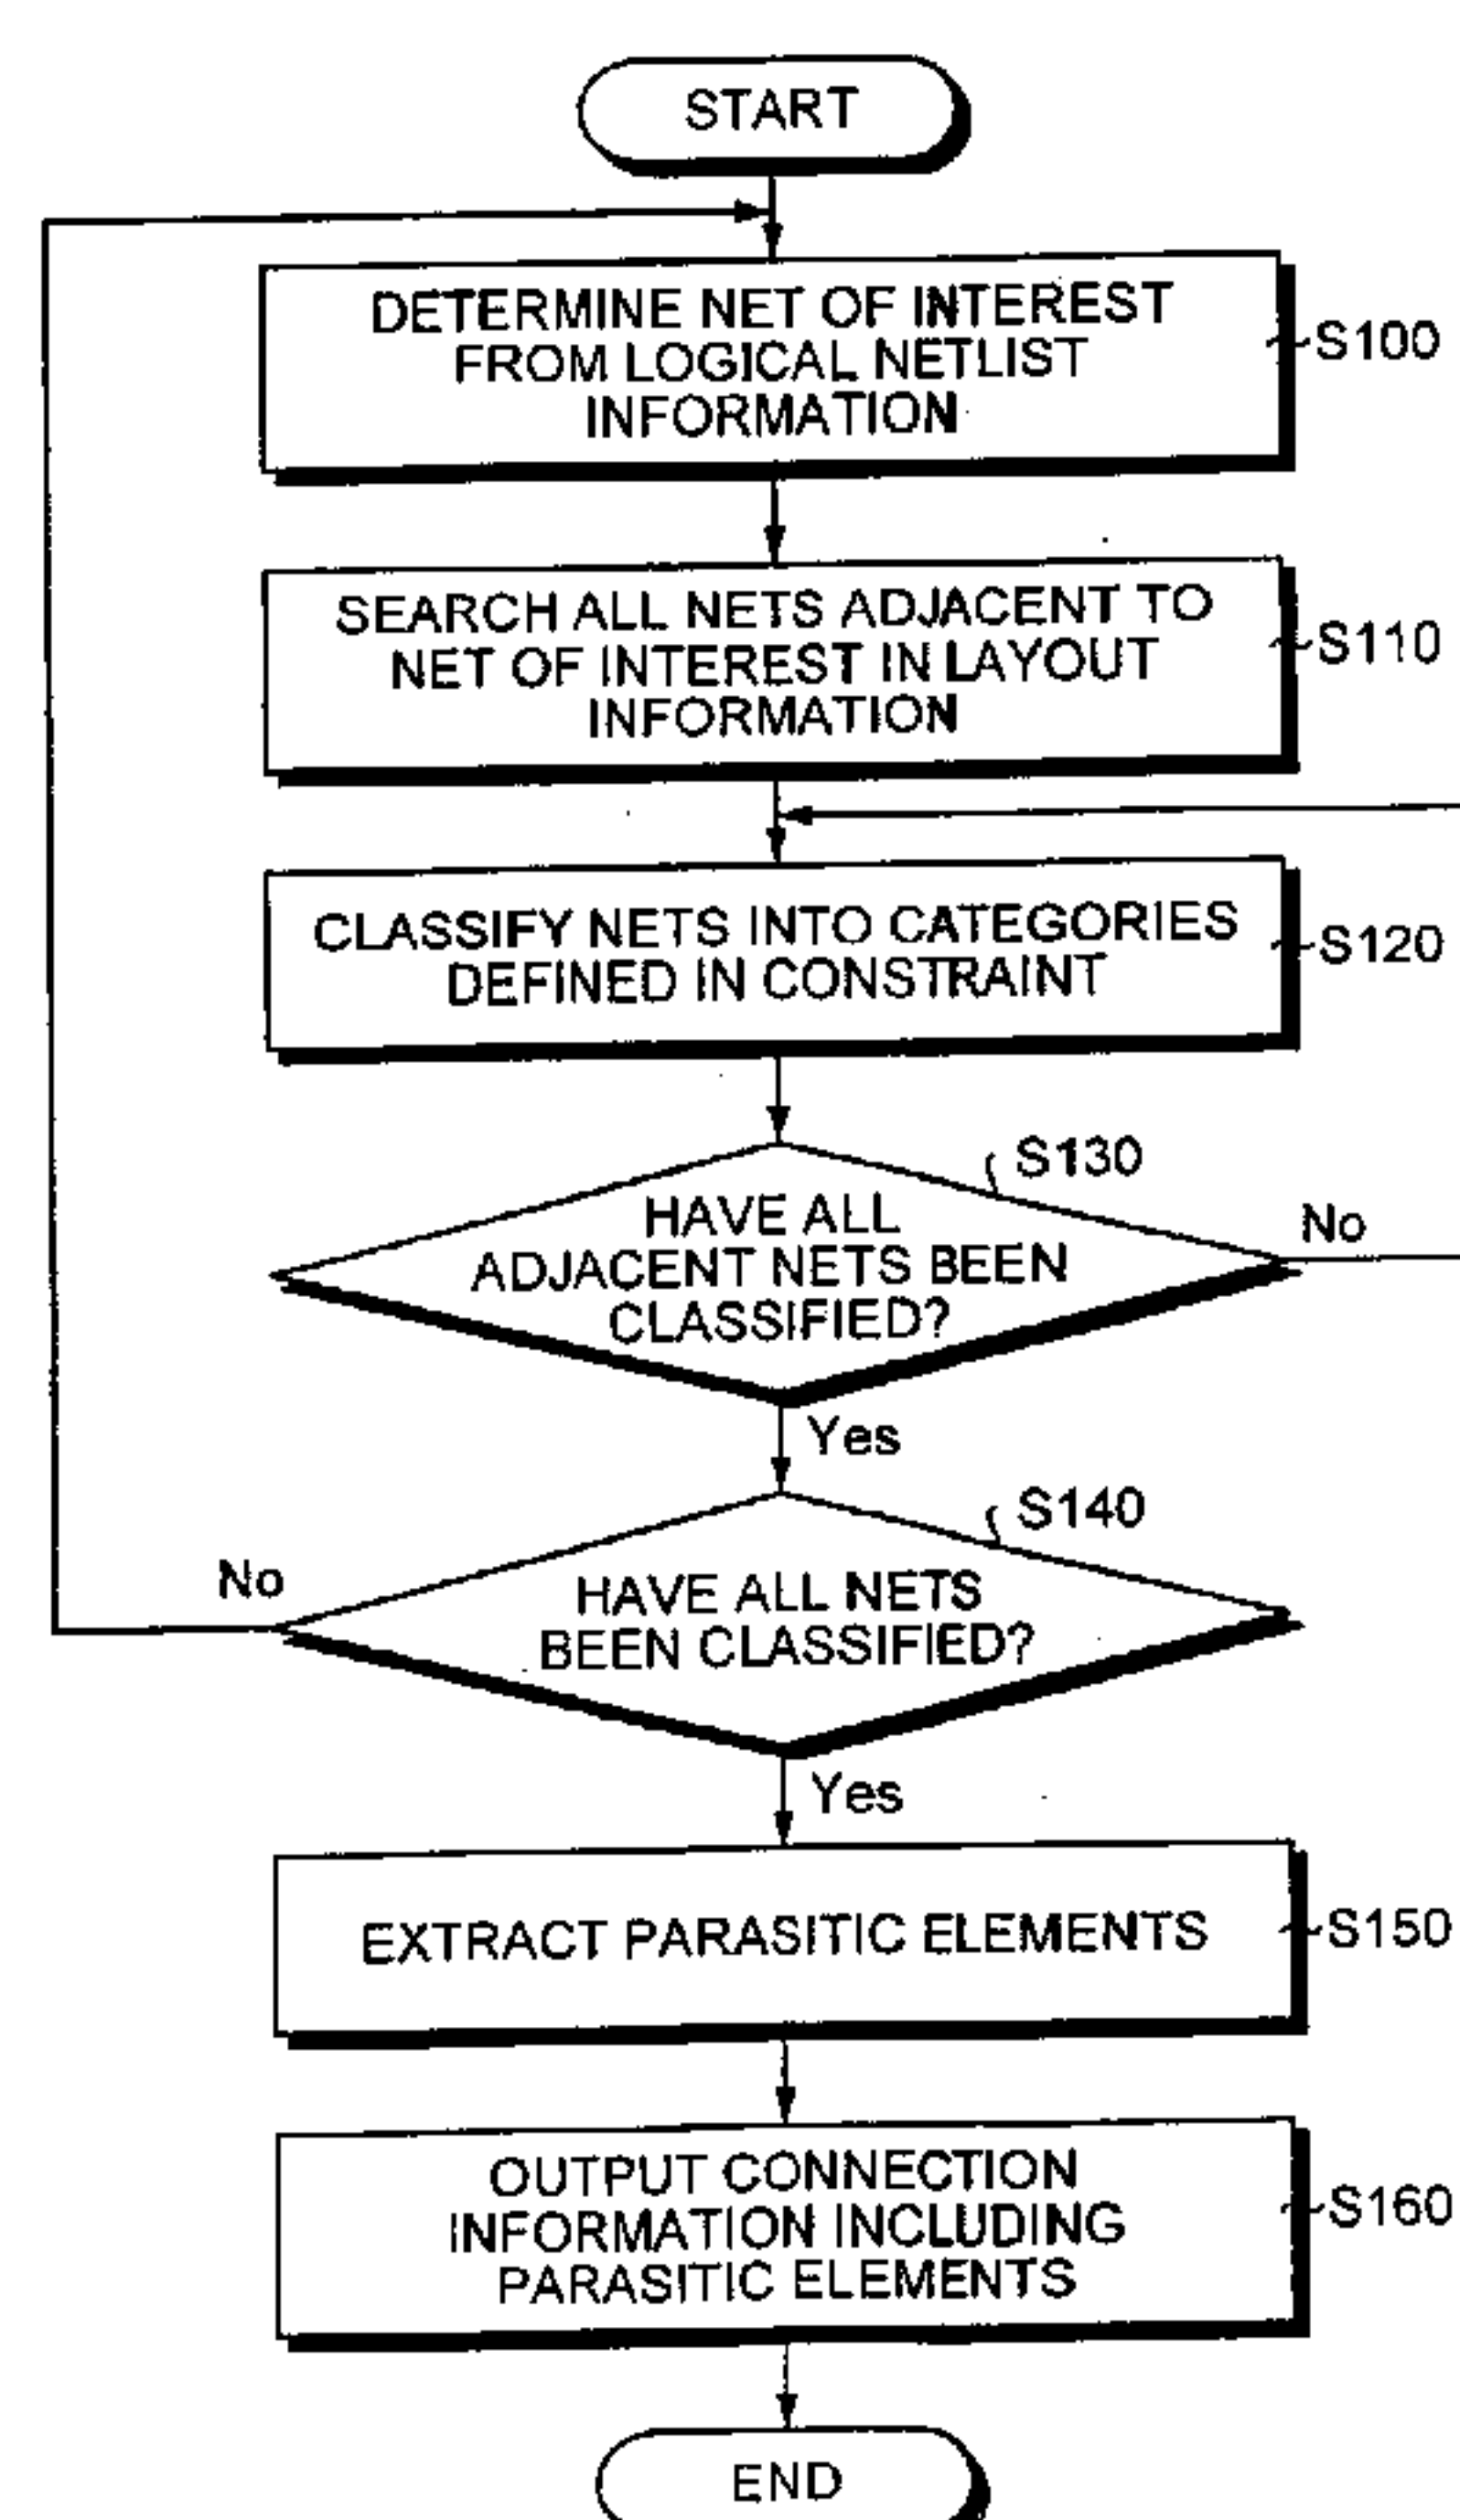 START
DETERMINE NET OF INTEREST
FROM LOGICAL NETLIST
INFORMATION
S100
SEARCH ALL NETS ADJACENT TO
NET OF INTEREST IN LAYOUT
INFORMATION
S110
CLASSIFY NETS INTO CATEGORIES
DEFINED IN CONSTRAINT
S120
S130
HAVE ALL
ADJACENT NETS BEEN
CLASSIFIED?
No
Yes
S140
No
HAVE ALL NETS
BEEN CLASSIFIED?
Yes
EXTRACT PARASITIC ELEMENTS
S150
OUTPUT CONNECTION
INFORMATION INCLUDING
PARASITIC ELEMENTS
S160
END